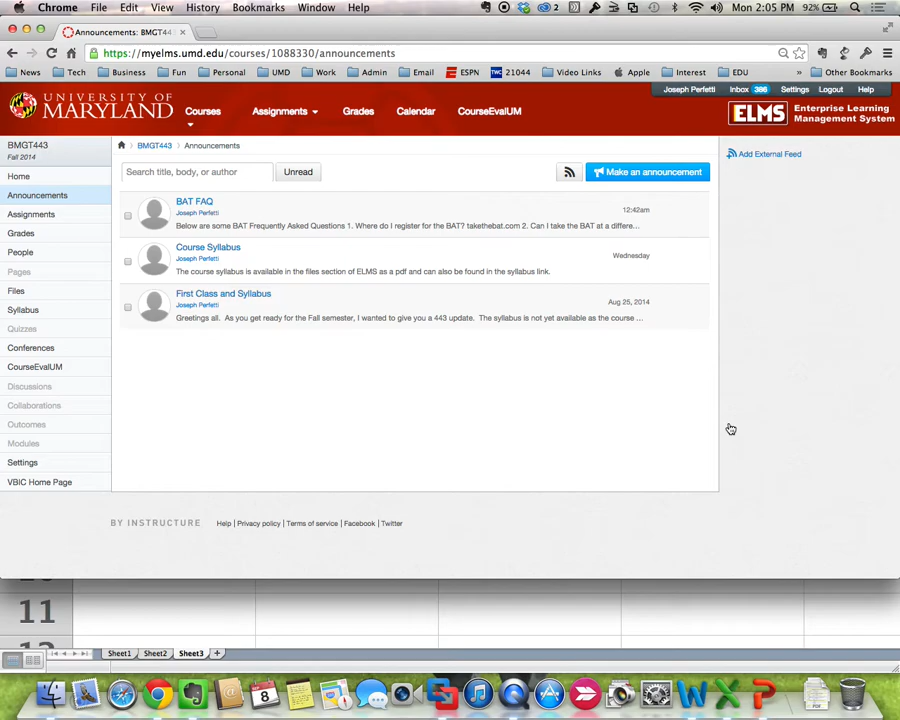 Chrome File Edit View History Bookmarks Window Help 2 Mon 2:05 PM 92%
Announcements: BMGT44
https://myelms.umd.edu/courses/1088330/announcements
News Tech Business Fun Personal UMD Work Admin Email ESPN TWC 21044 Video Links Apple Interest EDU » Other Bookmarks
Joseph Perfetti Inbox 386 Settings Logout Help
UNIVERSITY OF MARYLAND
Courses Assignments Grades Calendar CourseEvalUM
ELMS Enterprise Learning Management System
BMGT443
Fall 2014
BMGT443 Announcements
Home
Announcements
Assignments
Grades
People
Pages
Files
Syllabus
Quizzes
Conferences
CourseEvalUM
Discussions
Collaborations
Outcomes
Modules
Settings
VBIC Home Page
Search title, body, or author Unread Make an announcement
Add External Feed
BAT FAQ
Joseph Perfetti
12:42am
Below are some BAT Frequently Asked Questions 1. Where do I register for the BAT? takethebat.com 2. Can I take the BAT at a differe...
Course Syllabus
Joseph Perfetti
Wednesday
The course syllabus is available in the files section of ELMS as a pdf and can also be found in the syllabus link.
First Class and Syllabus
Joseph Perfetti
Aug 25, 2014
Greetings all. As you get ready for the Fall semester, I wanted to give you a 443 update. The syllabus is not yet available as the course ...
BY INSTRUCTURE Help | Privacy policy | Terms of service | Facebook | Twitter
11
Sheet1 Sheet2 Sheet3 +
SEP
8